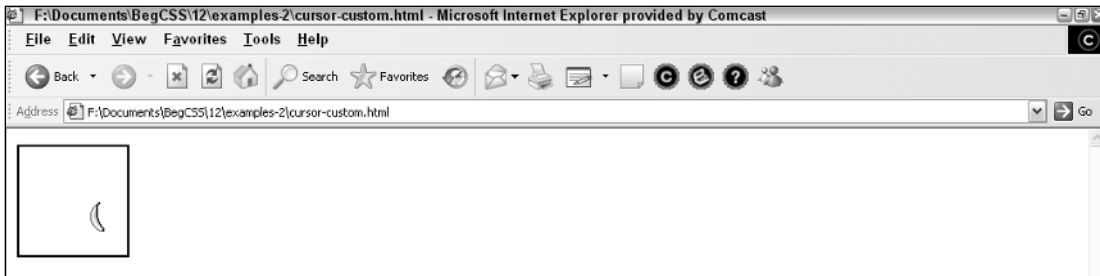 F:\Documents\BegCSS\12\examples-2\cursor-custom.html - Microsoft Internet Explorer provided by Comcast
File Edit View Favorites Tools Help
Back Search Favorites
Address F:\Documents\BegCSS\12\examples-2\cursor-custom.html Go